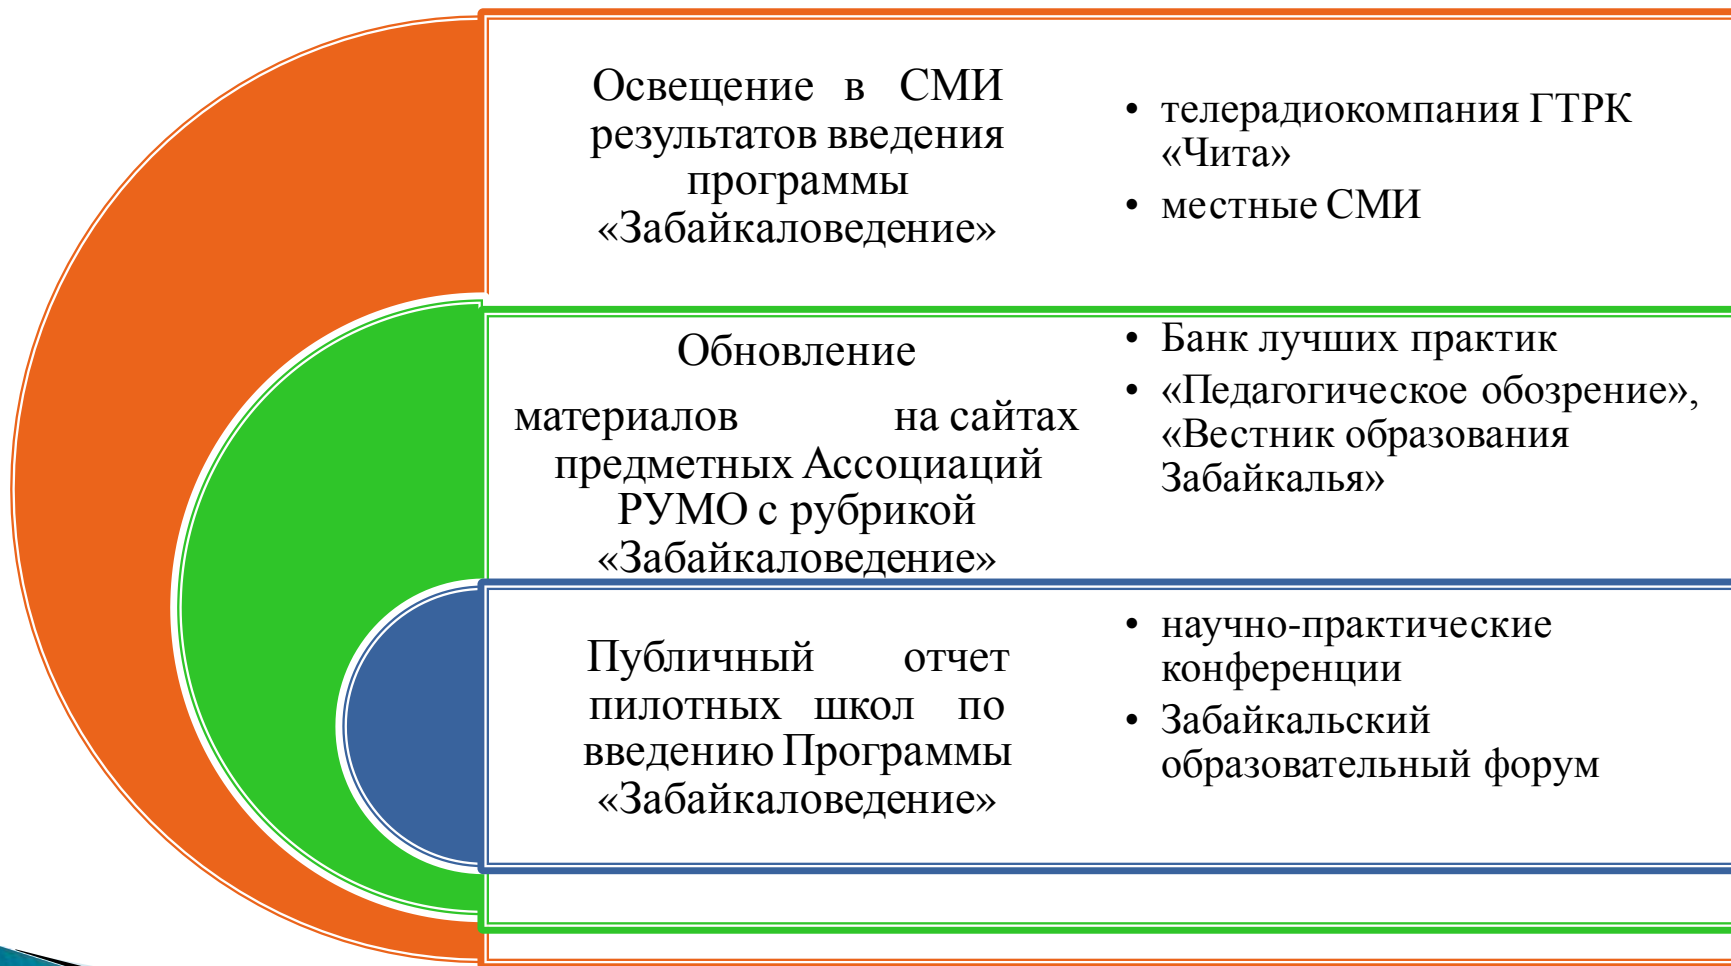 Освещение в СМИ
результатов введения
программы
«Забайкаловедение»
• телерадиокомпания ГТРК
«Чита»
• местные СМИ
Обновление
материалов на сайтах
предметных Ассоциаций
РУМО с рубрикой
«Забайкаловедение»
• Банк лучших практик
• «Педагогическое обозрение»,
«Вестник образования
Забайкалья»
Публичный отчет
пилотных школ по
введению Программы
«Забайкаловедение»
• научно-практические
конференции
• Забайкальский
образовательный форум